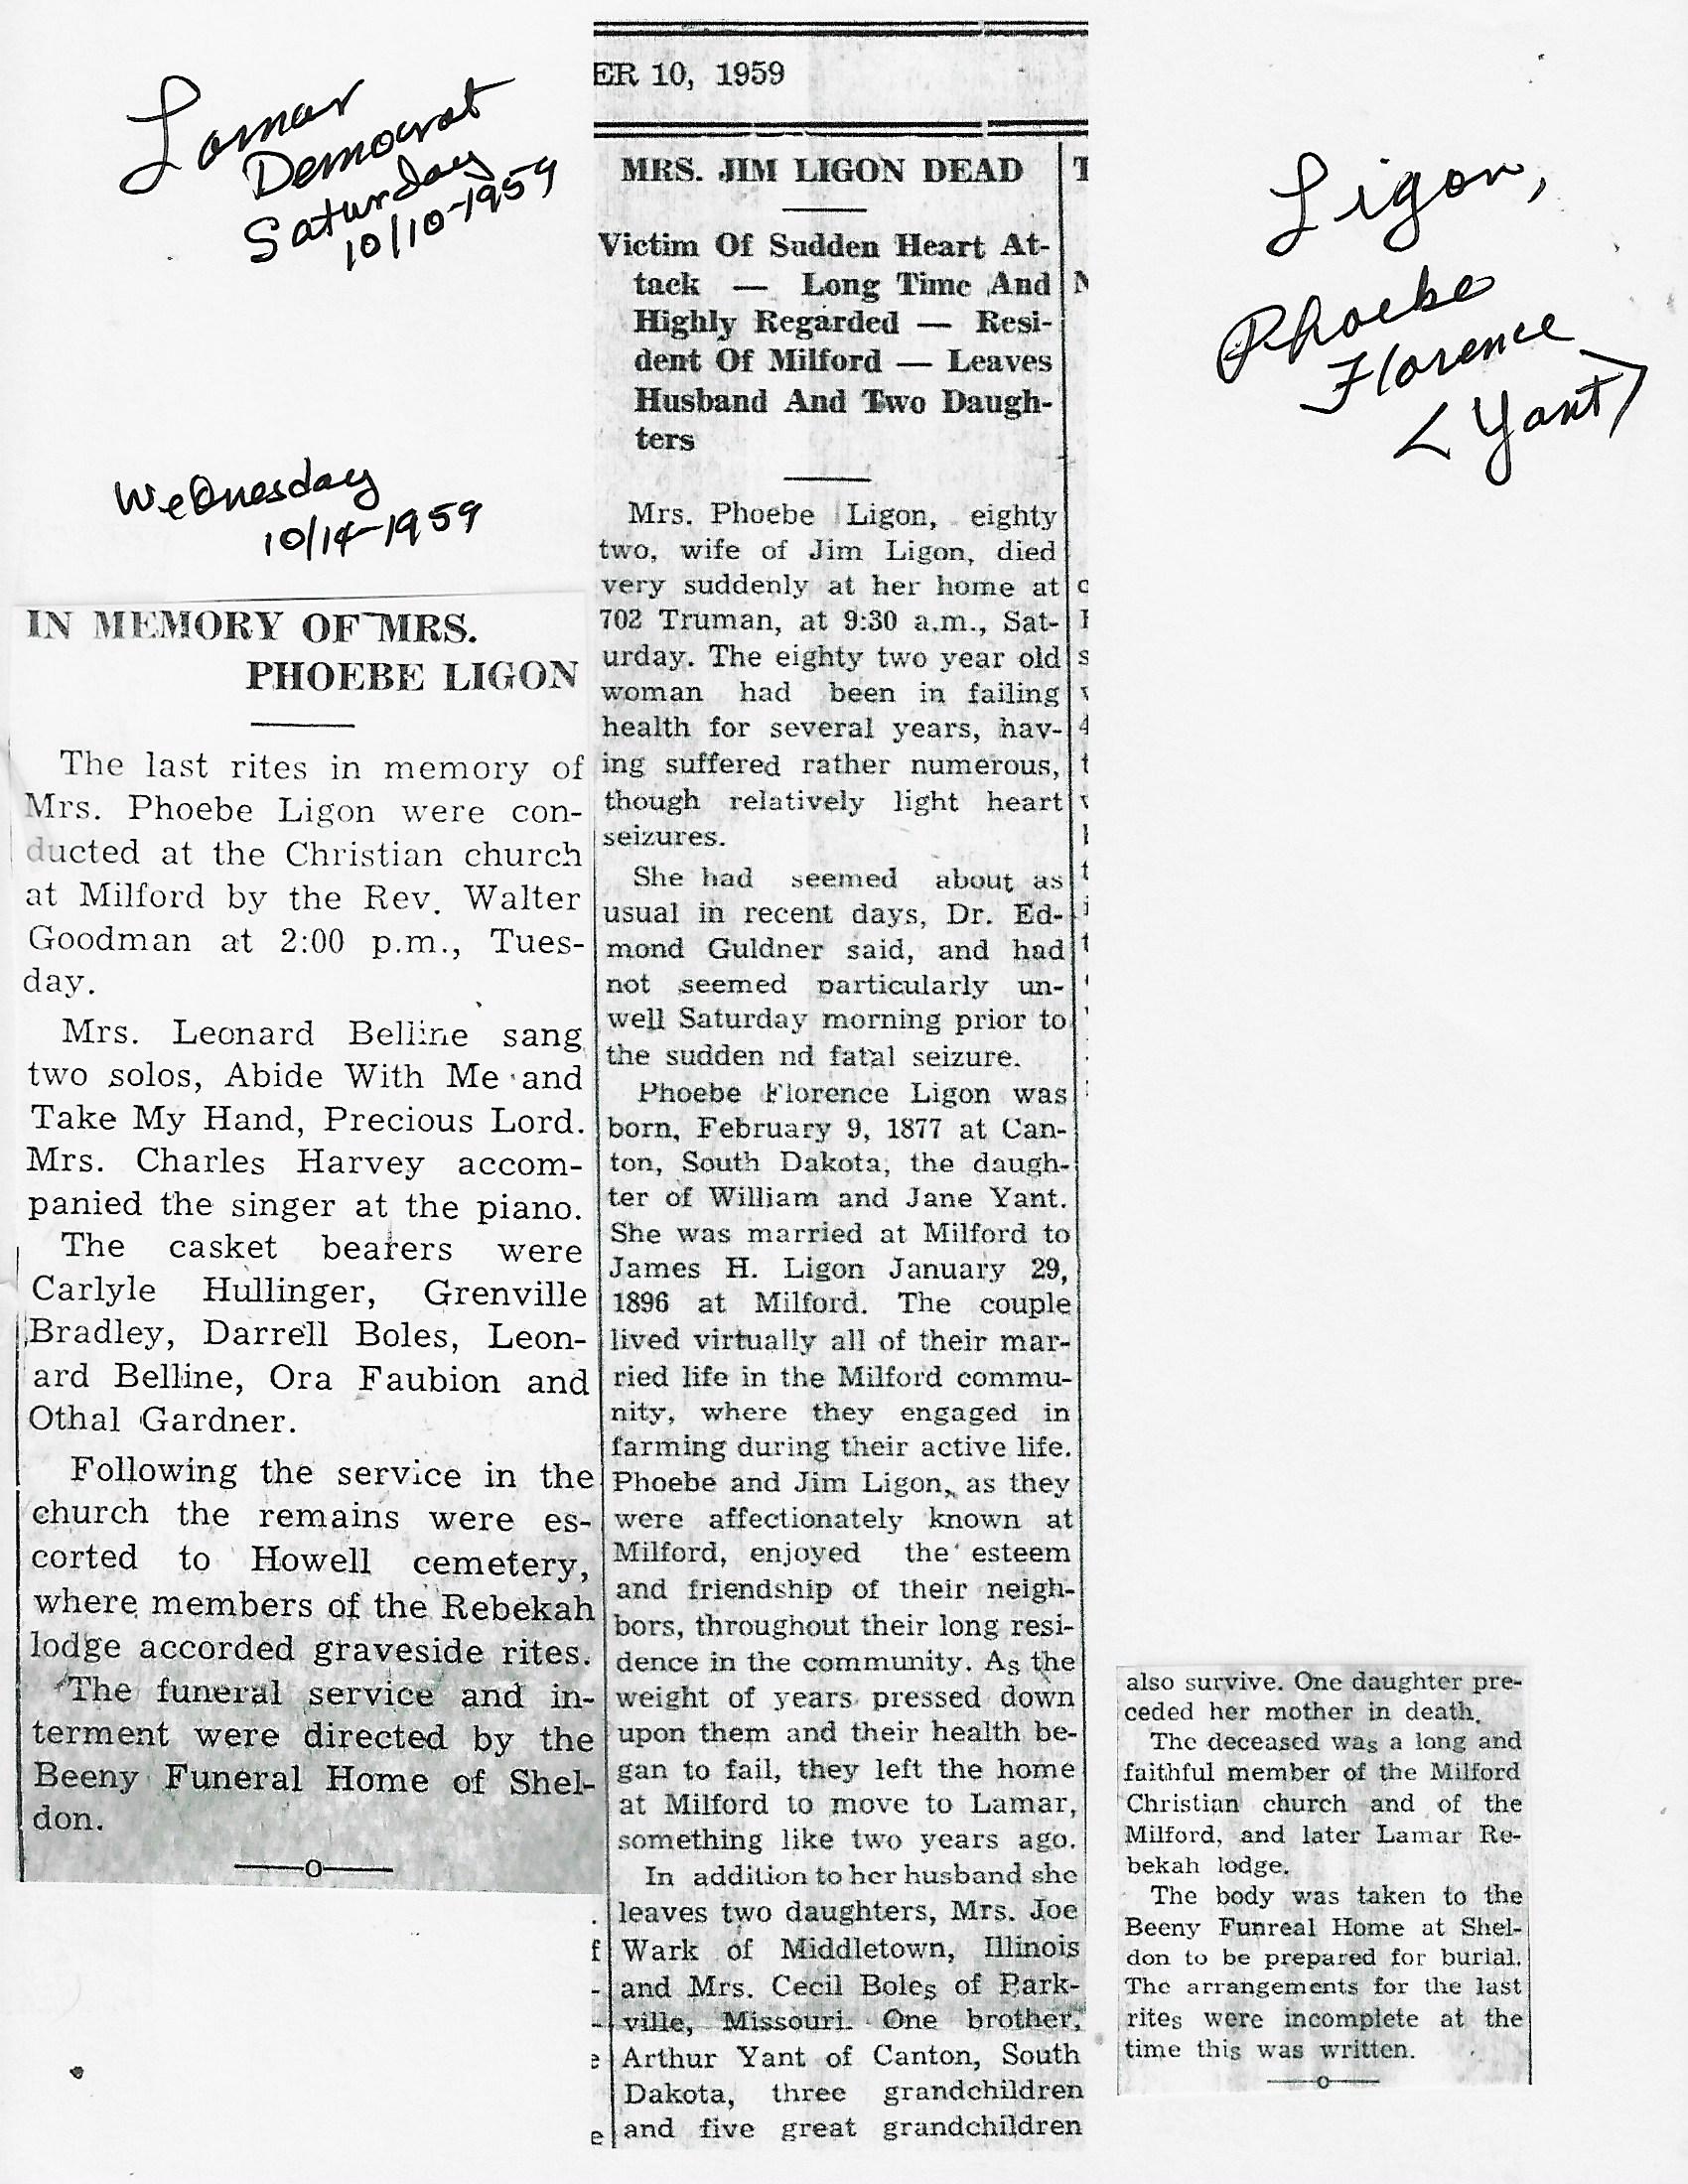 Lamar
Democrat
Saturday
10/10-1959
Wednesday
10/14-1959
IN MEMORY OF MRS.
PHOEBE LIGON
The last rites in memory of
Mrs. Phoebe Ligon were con-
ducted at the Christian church
at Milford by the Rev. Walter
Goodman at 2:00 p.m., Tues-
day.
Mrs. Leonard Belline sang
two solos, Abide With Me and
Take My Hand, Precious Lord.
Mrs. Charles Harvey accom-
panied the singer at the piano.
The casket bearers were
Carlyle Hullinger, Grenville
Bradley, Darrell Boles, Leon-
ard Belline, Ora Faubion and
Othal Gardner.
Following the service in the
church the remains were es-
corted to Howell cemetery,
where members of the Rebekah
lodge accorded graveside rites.
The funeral service and in-
terment were directed by the
Beeny Funeral Home of Shel-
don.
ER 10, 1959
MRS. JIM LIGON DEAD
Victim Of Sudden Heart At-
tack — Long Time And
Highly Regarded — Resi-
dent Of Milford — Leaves
Husband And Two Daugh-
ters
Mrs. Phoebe Ligon, eighty
two, wife of Jim Ligon, died
very suddenly at her home at
702 Truman, at 9:30 a.m., Sat-
urday. The eighty two year old
woman had been in failing
health for several years, hav-
ing suffered rather numerous,
though relatively light heart
seizures.
She had seemed about as
usual in recent days, Dr. Ed-
mond Guldner said, and had
not seemed particularly un-
well Saturday morning prior to
the sudden nd fatal seizure.
Phoebe Florence Ligon was
born, February 9, 1877 at Can-
ton, South Dakota, the daugh-
ter of William and Jane Yant.
She was married at Milford to
James H. Ligon January 29,
1896 at Milford. The couple
lived virtually all of their mar-
ried life in the Milford commu-
nity, where they engaged in
farming during their active life.
Phoebe and Jim Ligon, as they
were affectionately known at
Milford, enjoyed the esteem
and friendship of their neigh-
bors, throughout their long resi-
dence in the community. As the
weight of years pressed down
upon them and their health be-
gan to fail, they left the home
at Milford to move to Lamar,
something like two years ago.
In addition to her husband she
leaves two daughters, Mrs. Joe
Wark of Middletown, Illinois
and Mrs. Cecil Boles of Park-
ville, Missouri. One brother,
Arthur Yant of Canton, South
Dakota, three grandchildren
and five great grandchildren
Ligon,
Phoebe
Florence
<Yant>
also survive. One daughter pre-
ceded her mother in death.
The deceased was a long and
faithful member of the Milford
Christian church and of the
Milford, and later Lamar Re-
bekah lodge.
The body was taken to the
Beeny Funreal Home at Shel-
don to be prepared for burial.
The arrangements for the last
rites were incomplete at the
time this was written.